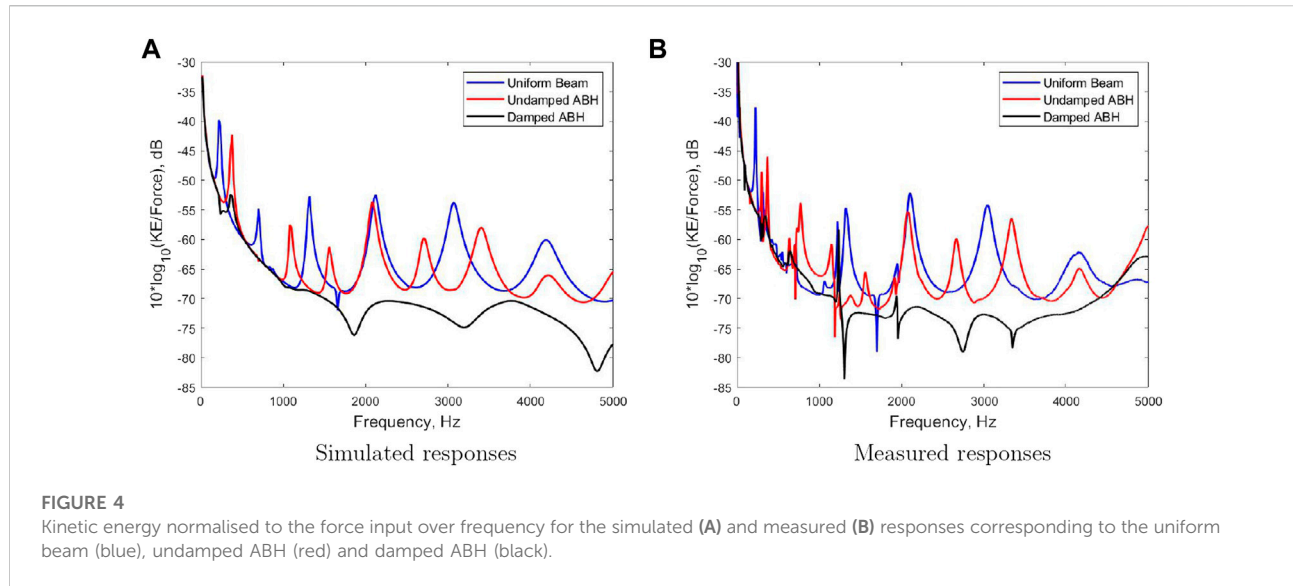 A
-30
-35
-40
-45
-50
-55
-60
-65
-70
-75
-80
-85
10*log10(KE/Force), dB
Uniform Beam
Undamped ABH
Damped ABH
0 1000 2000 3000 4000 5000
Frequency, Hz
Simulated responses
B
-30
-35
-40
-45
-50
-55
-60
-65
-70
-75
-80
-85
10*log10(KE/Force), dB
Uniform Beam
Undamped ABH
Damped ABH
0 1000 2000 3000 4000 5000
Frequency, Hz
Measured responses
FIGURE 4
Kinetic energy normalised to the force input over frequency for the simulated (A) and measured (B) responses corresponding to the uniform
beam (blue), undamped ABH (red) and damped ABH (black).